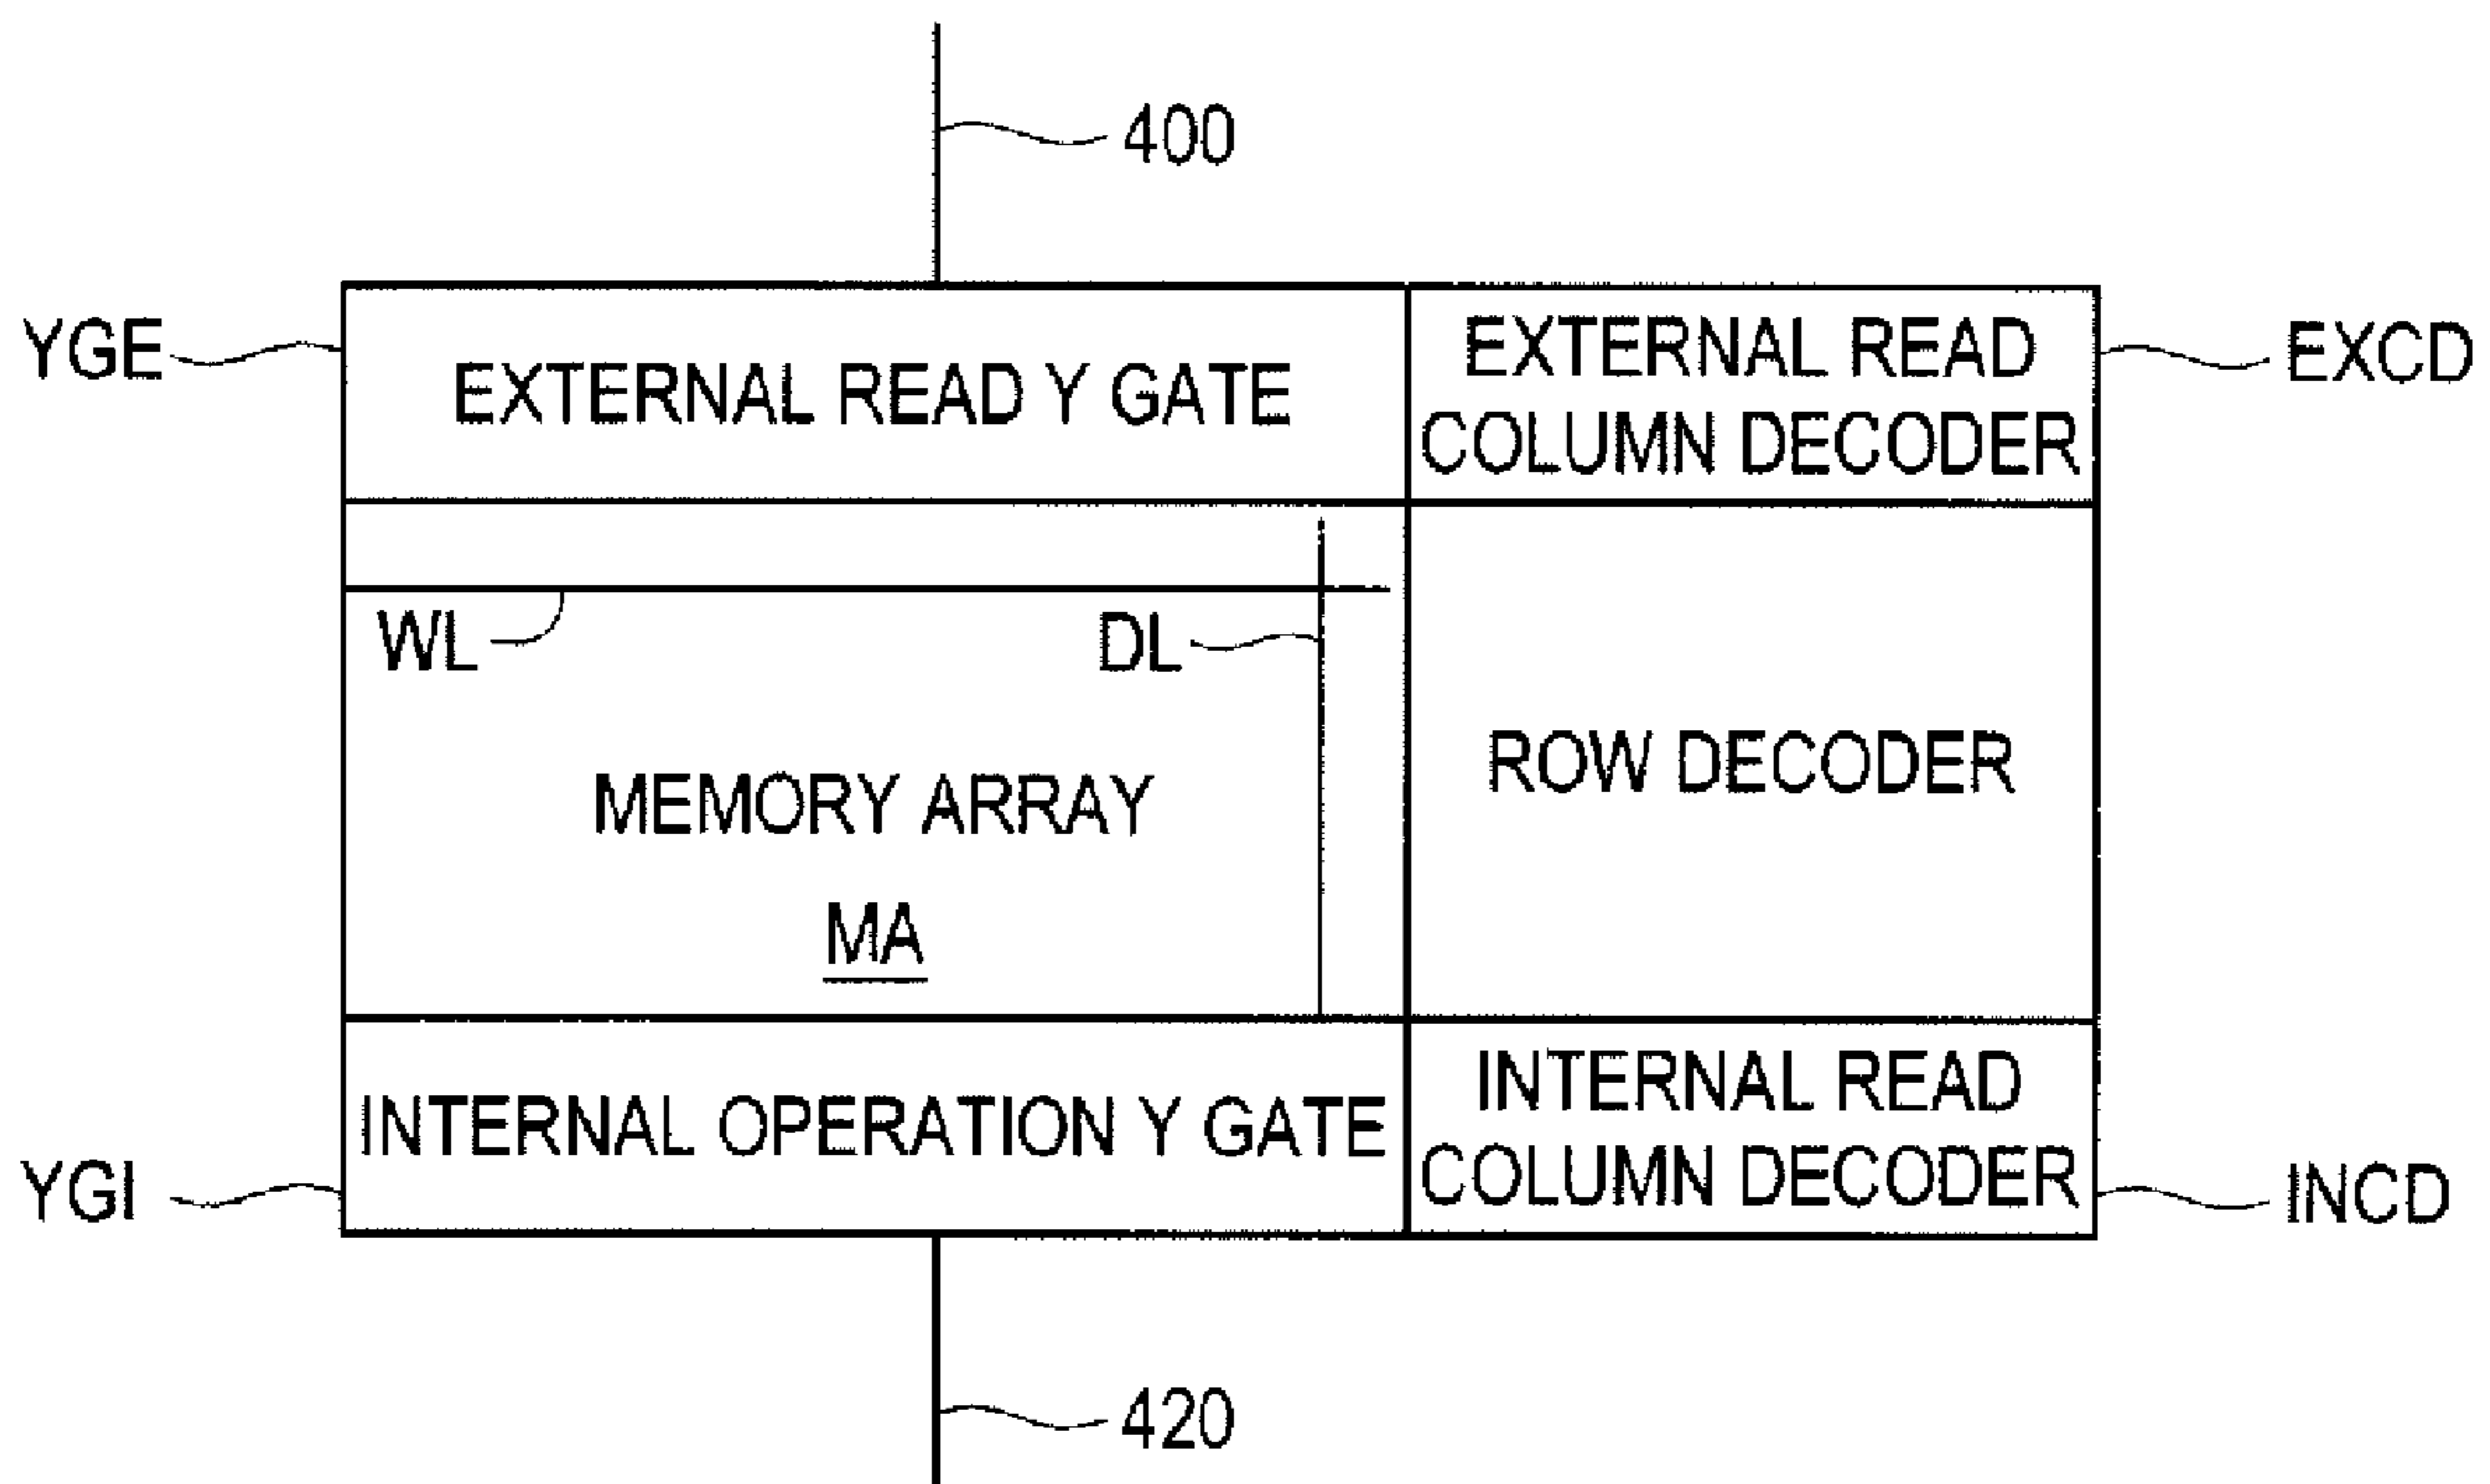 400
YGE
EXTERNAL READ Y GATE
EXTERNAL READ
COLUMN DECODER
EXCD
WL
DL
MEMORY ARRAY
MA
ROW DECODER
INTERNAL OPERATION Y GATE
INTERNAL READ
COLUMN DECODER
YGI
INCD
420